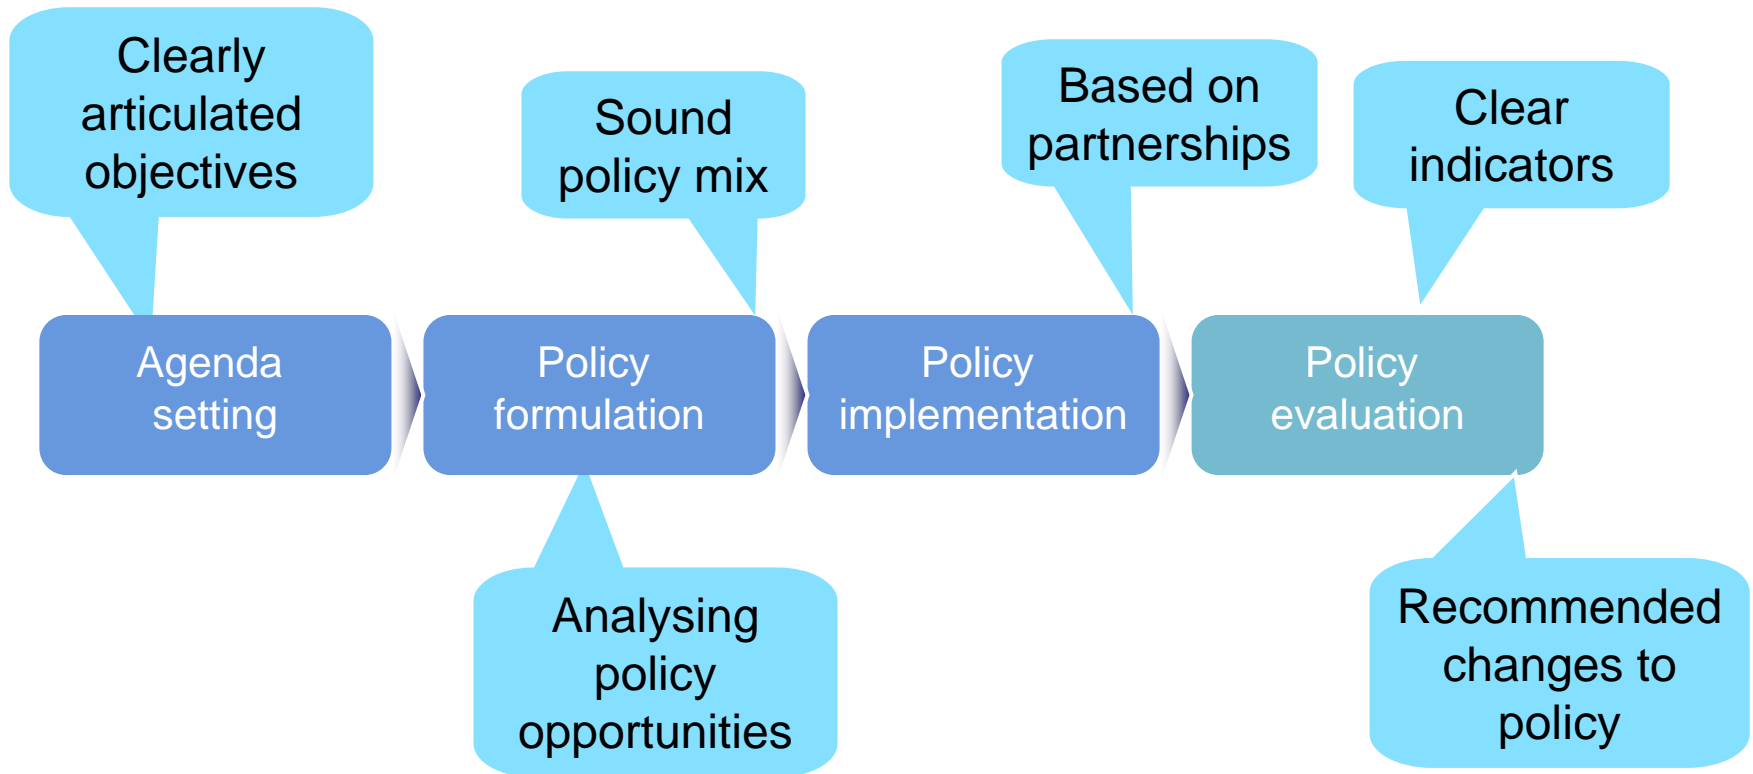 Clearly
articulated
objectives
Sound
policy mix
Based on
partnerships
Clear
indicators
Agenda
setting
Policy
formulation
Policy
implementation
Policy
evaluation
Analysing
policy
opportunities
Recommended
changes to
policy